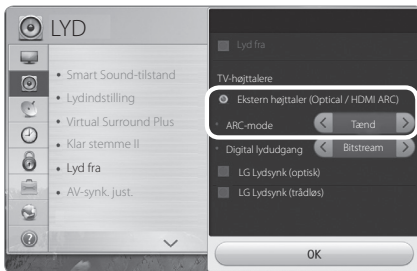 LYD
• Smart Sound-tilstand
• Lydindstilling
• Virtual Surround Plus
• Klar stemme II
• Lyd fra
• AV-synk. just.
Lyd fra
TV-højttalere
Ekstern højttaler (Optical / HDMI ARC)
• ARC-mode < Tænd >
• Digital lydudgang < Bitstream >
LG Lydsynk (optisk)
LG Lydsynk (trådløs)
OK